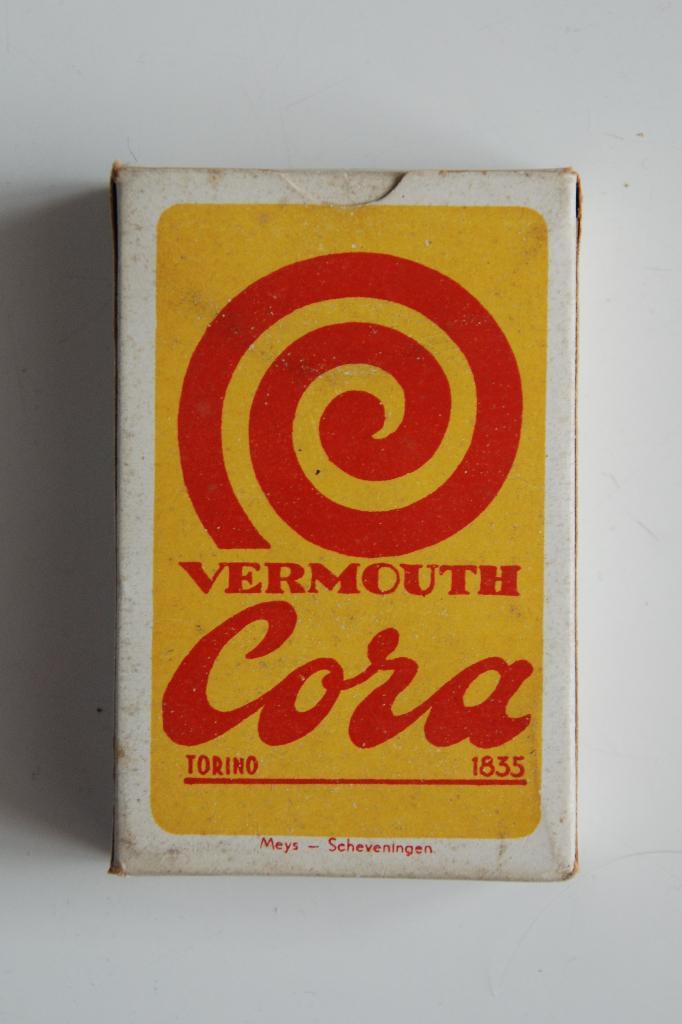 VERMOUTH
Cora
TORINO 1835
Meys – Scheveningen